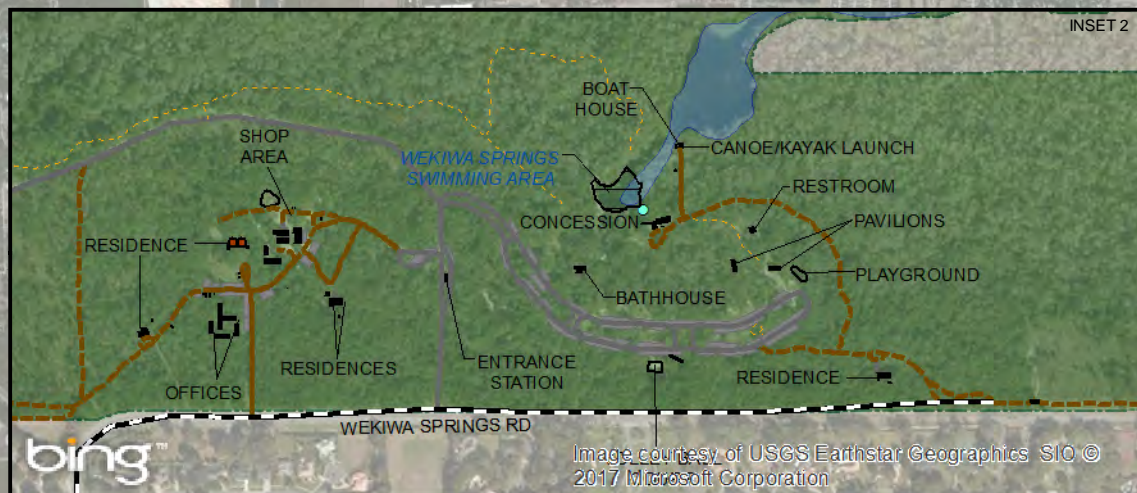 INSET 2
BOAT
HOUSE
SHOP
AREA
CANOE/KAYAK LAUNCH
WEKIWA SPRINGS
SWIMMING AREA
RESTROOM
CONCESSION
PAVILIONS
RESIDENCE
PLAYGROUND
BATHHOUSE
RESIDENCES
ENTRANCE
STATION
OFFICES
RESIDENCE
WEKIWA SPRINGS RD
bing™
Image courtesy of USGS Earthstar Geographics SIO ©
2017 Microsoft Corporation